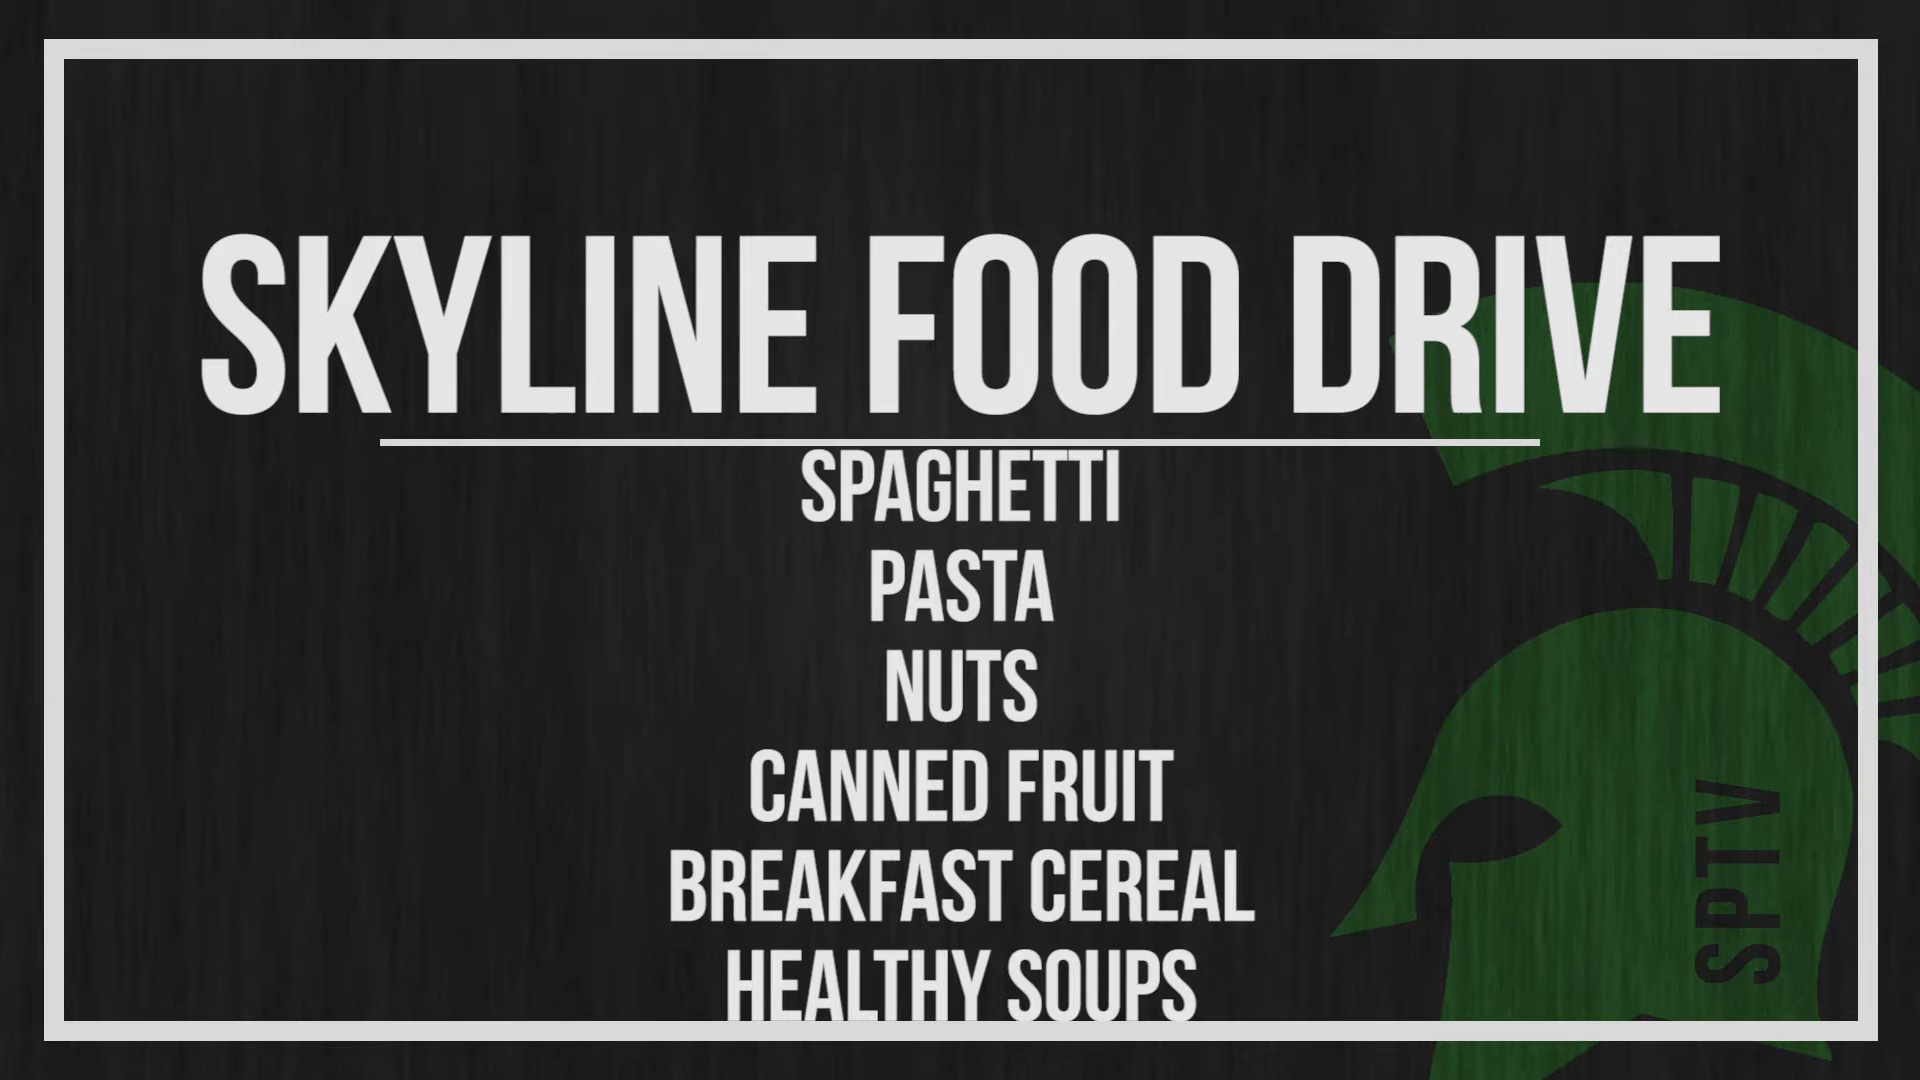 SKYLINE FOOD DRIVE
SPAGHETTI
PASTA
NUTS
CANNED FRUIT
BREAKFAST CEREAL
HEALTHY SOUPS
SPTV